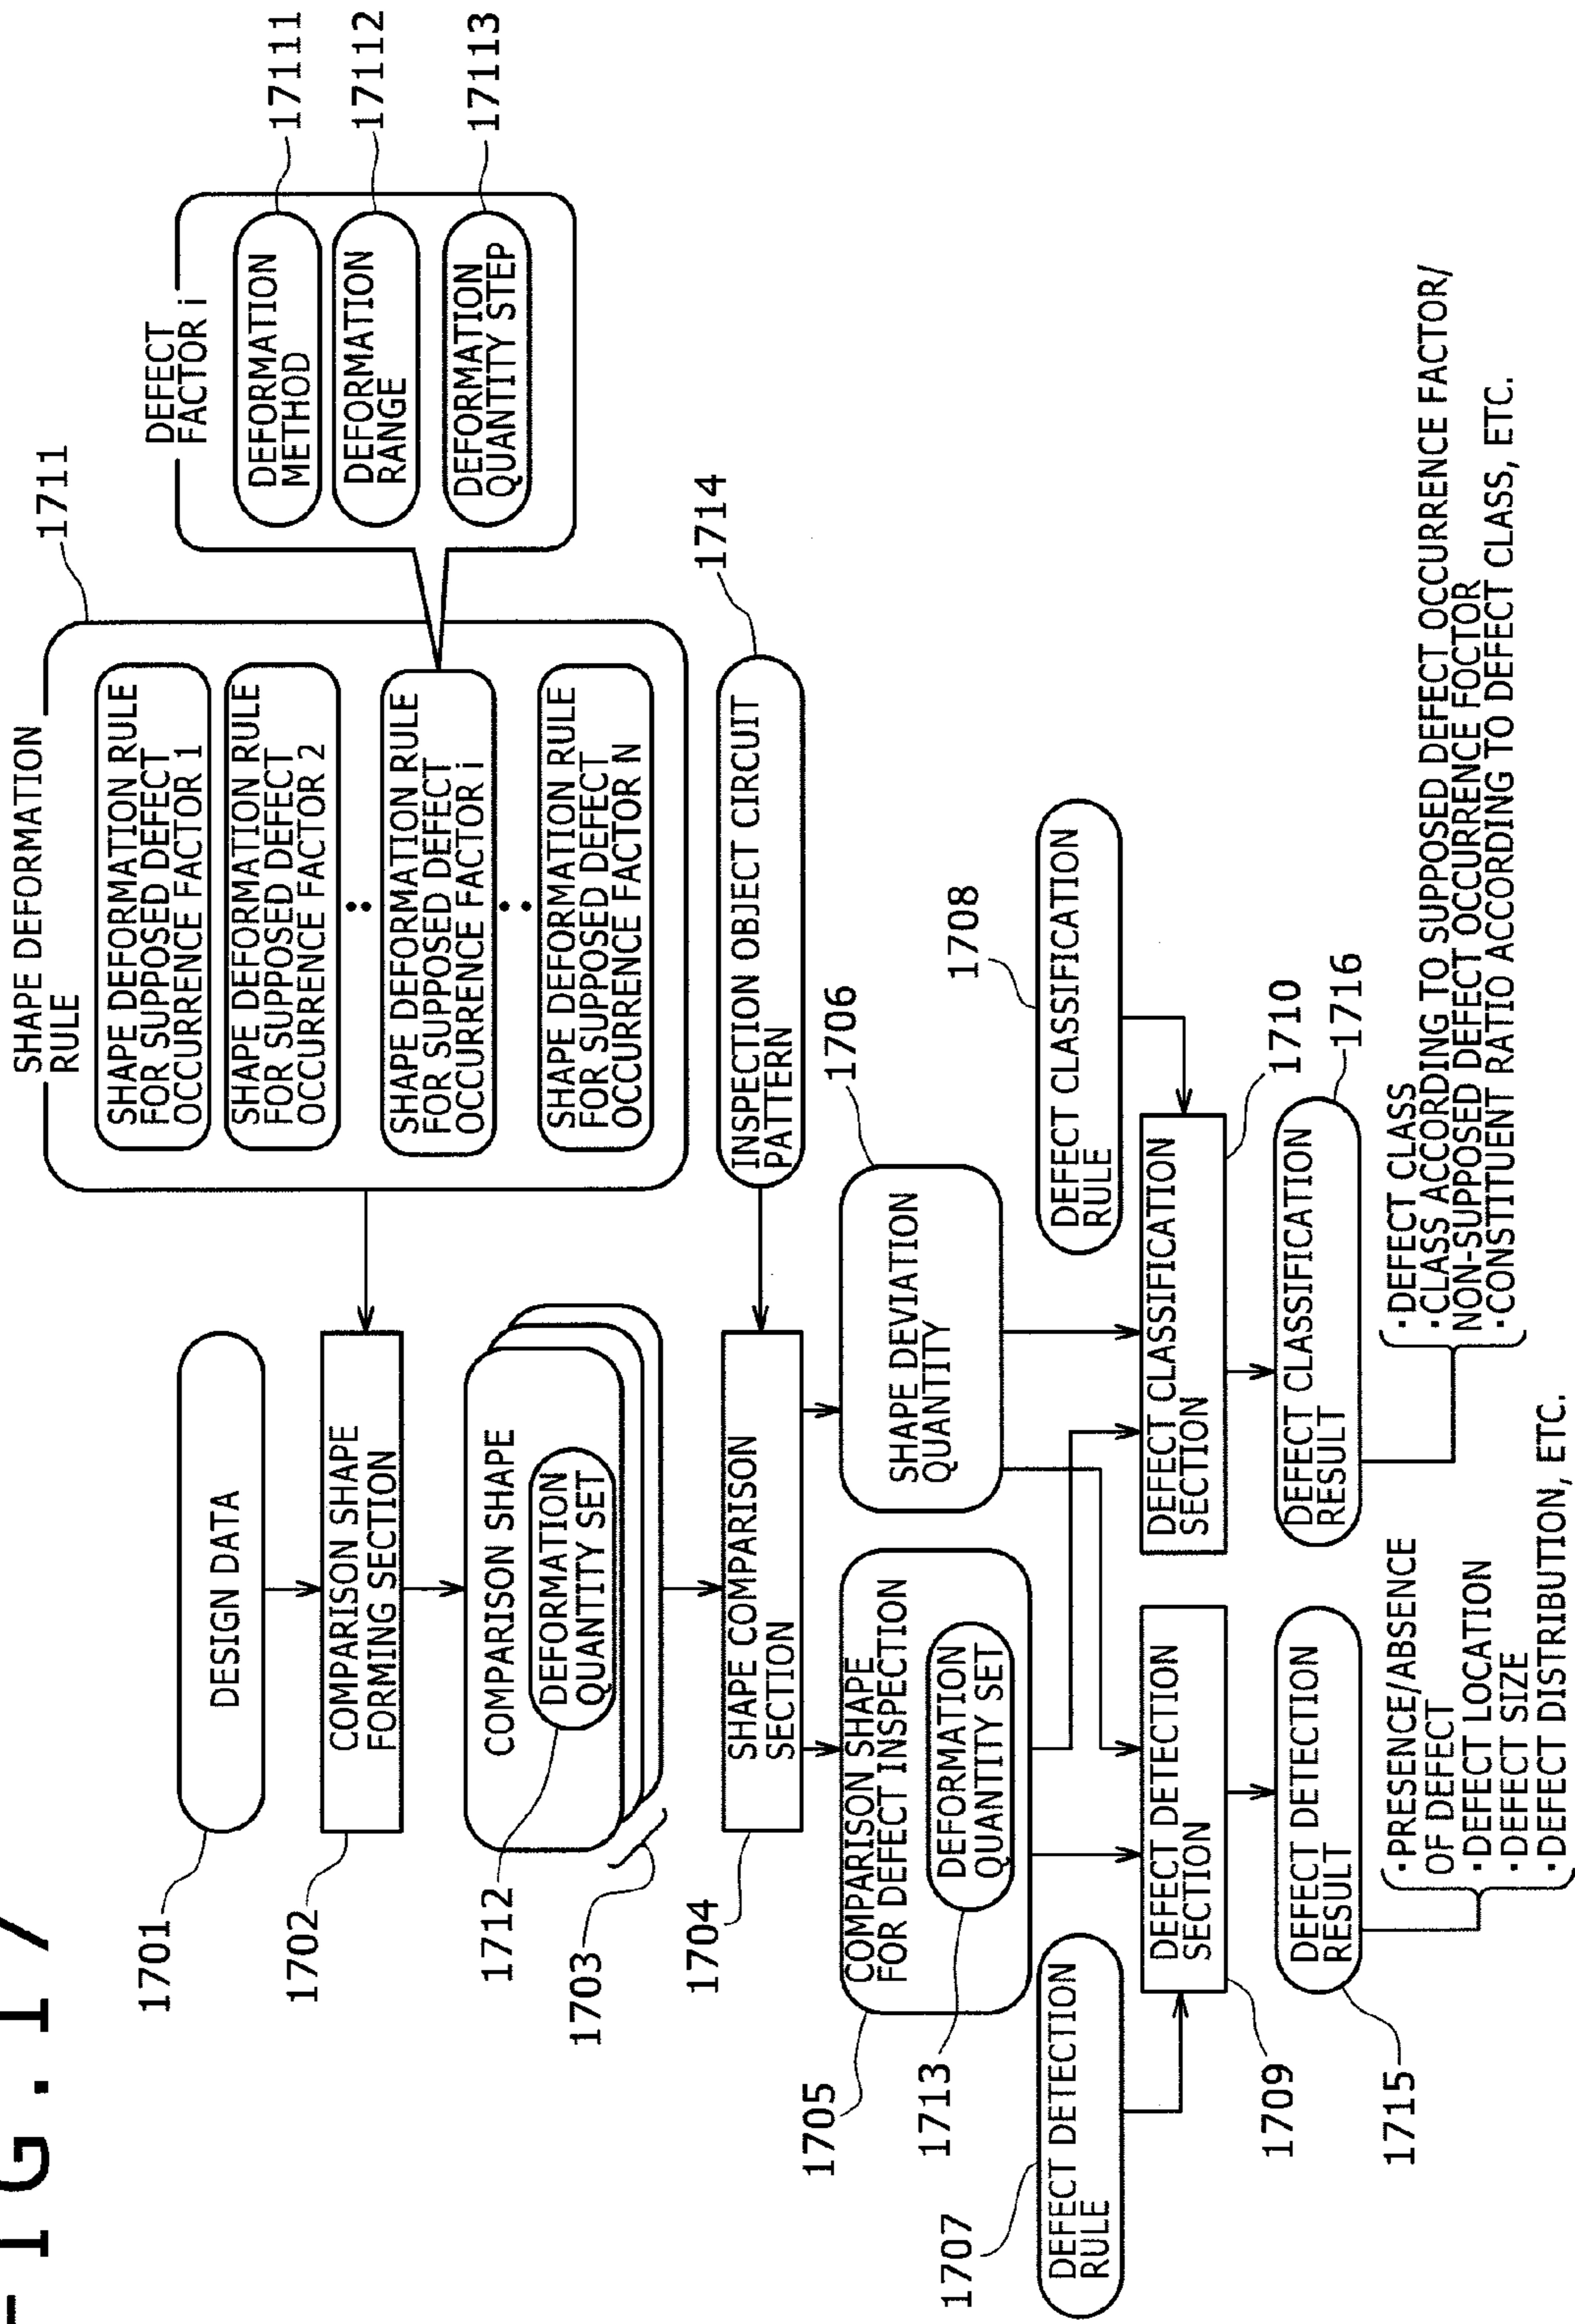 FIG. 17
SHAPE DEFORMATION
RULE
1711
SHAPE DEFORMATION RULE
FOR SUPPOSED DEFECT
OCCURRENCE FACTOR 1
SHAPE DEFORMATION RULE
FOR SUPPOSED DEFECT
OCCURRENCE FACTOR 2
SHAPE DEFORMATION RULE
FOR SUPPOSED DEFECT
OCCURRENCE FACTOR i
SHAPE DEFORMATION RULE
FOR SUPPOSED DEFECT
OCCURRENCE FACTOR N
DEFECT
FACTOR i
DEFORMATION
METHOD
17111
DEFORMATION
RANGE
17112
DEFORMATION
QUANTITY STEP
17113
1701
DESIGN DATA
1702
COMPARISON SHAPE
FORMING SECTION
COMPARISON SHAPE
1712
DEFORMATION
QUANTITY SET
1703
INSPECTION OBJECT CIRCUIT
PATTERN
1714
1704
SHAPE COMPARISON
SECTION
1705
COMPARISON SHAPE
FOR DEFECT INSPECTION
1713
DEFORMATION
QUANTITY SET
SHAPE DEVIATION
QUANTITY
1706
1707
DEFECT DETECTION
RULE
DEFECT CLASSIFICATION
RULE
1708
DEFECT DETECTION
SECTION
1709
DEFECT CLASSIFICATION
SECTION
1710
DEFECT DETECTION
RESULT
1715
DEFECT CLASSIFICATION
RESULT
1716
·PRESENCE/ABSENCE
OF DEFECT
·DEFECT LOCATION
·DEFECT SIZE
·DEFECT DISTRIBUTION, ETC.
·DEFECT CLASS
·CLASS ACCORDING TO SUPPOSED DEFECT OCCURRENCE FACTOR/
NON-SUPPOSED DEFECT OCCURRENCE FOCTOR
·CONSTITUENT RATIO ACCORDING TO DEFECT CLASS, ETC.